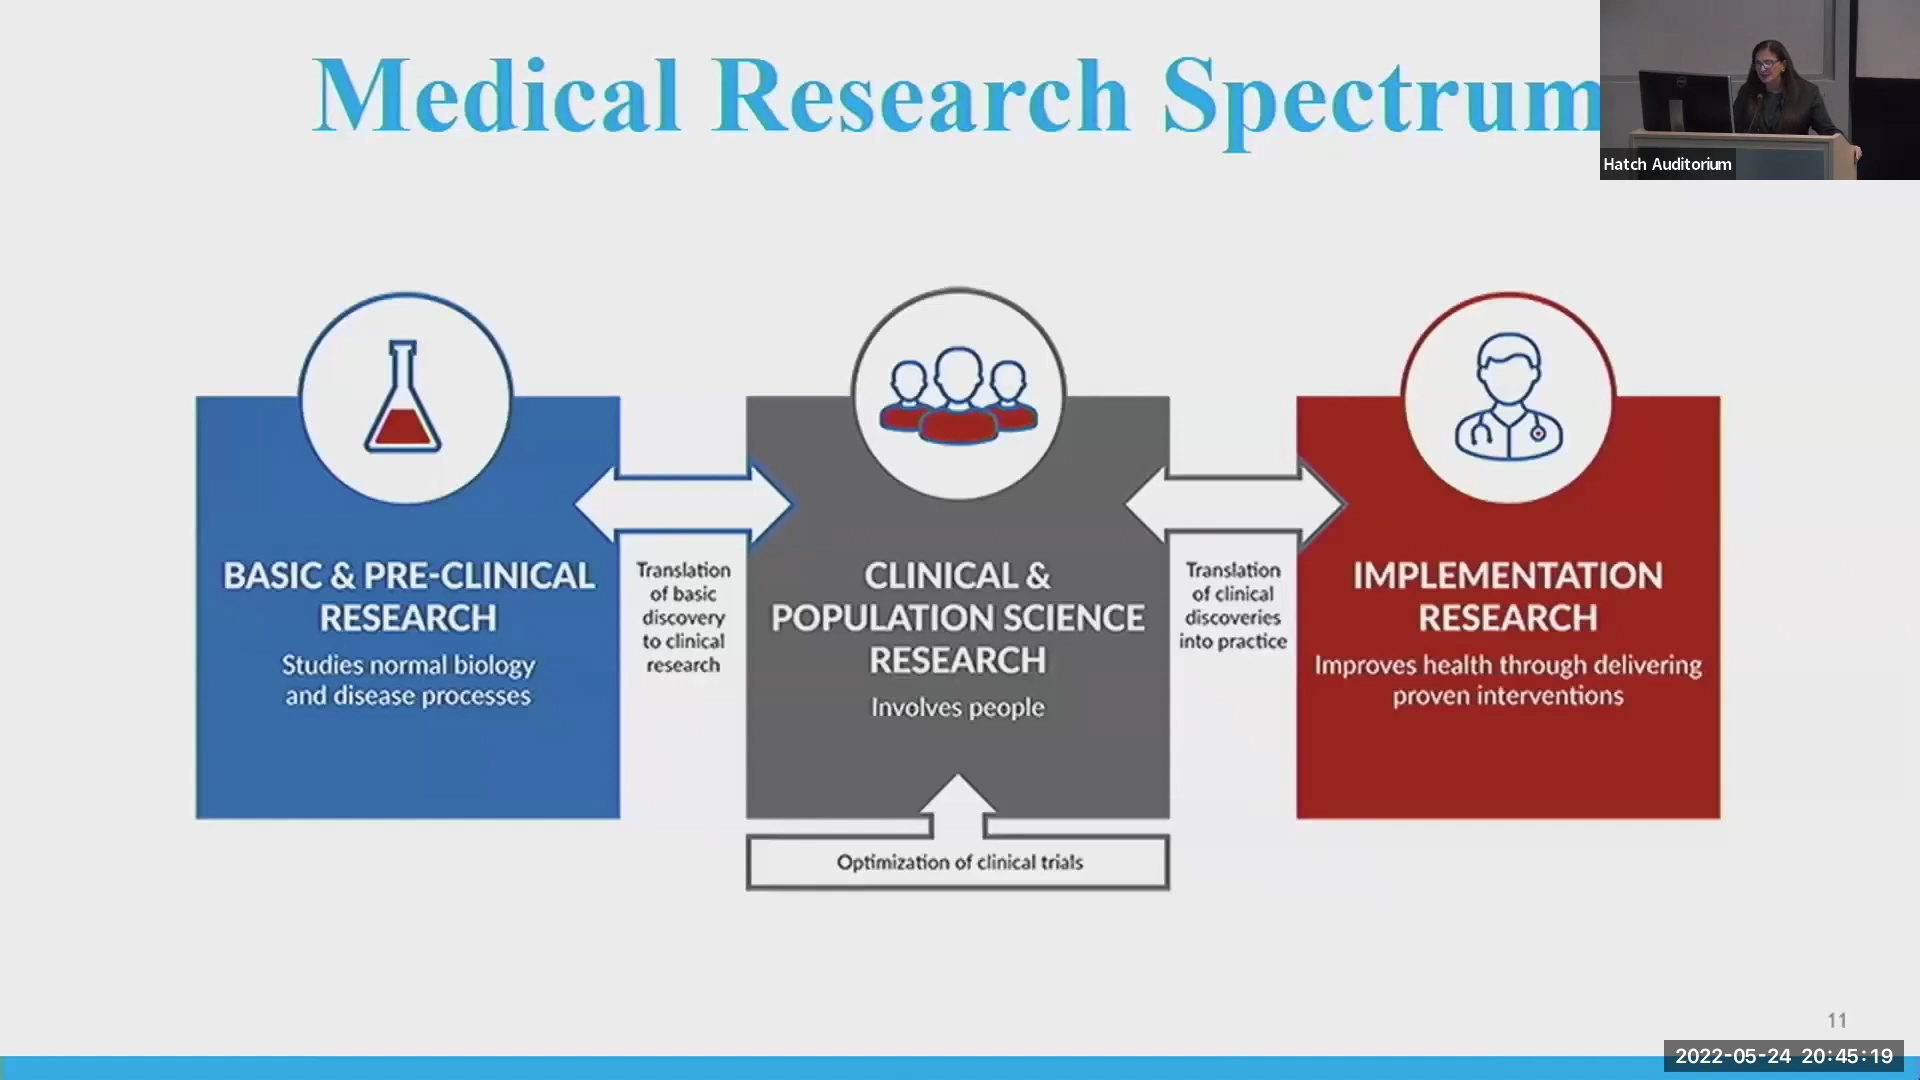 Medical Research Spectrum
Hatch Auditorium
BASIC & PRE-CLINICAL
RESEARCH
Studies normal biology
and disease processes
Translation
of basic
discovery
to clinical
research
CLINICAL &
POPULATION SCIENCE
RESEARCH
Involves people
Optimization of clinical trials
Translation
of clinical
discoveries
into practice
IMPLEMENTATION
RESEARCH
Improves health through delivering
proven interventions
11
2022-05-24 20:45:19